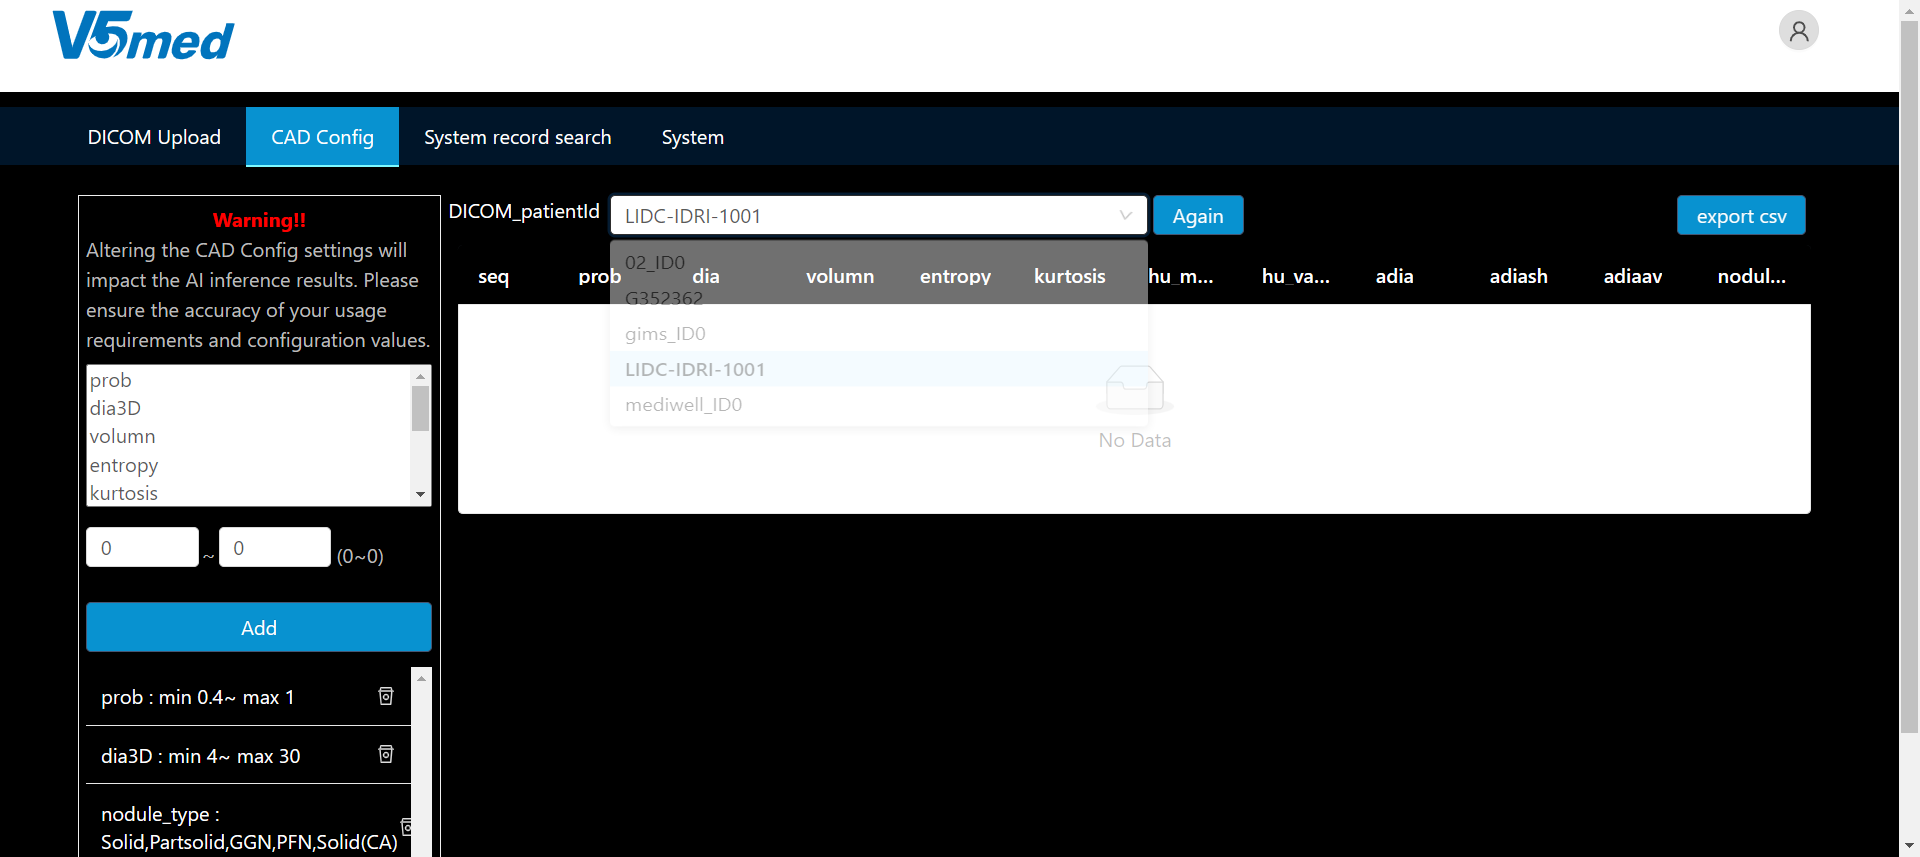 V5med
DICOM Upload
CAD Config
System record search
System
Warning!!
Altering the CAD Config settings will
impact the AI inference results. Please
ensure the accuracy of your usage
requirements and configuration values.
prob
dia3D
volumn
entropy
kurtosis
0 ~ 0 (0~0)
Add
prob : min 0.4~ max 1
dia3D : min 4~ max 30
nodule_type :
Solid,Partsolid,GGN,PFN,Solid(CA)
DICOM_patientId
LIDC-IDRI-1001
Again
export csv
02_ID0
G352362
gims_ID0
LIDC-IDRI-1001
mediwell_ID0
seq prob dia volumn entropy kurtosis hu_m... hu_va... adia adiash adiaav nodul...
No Data